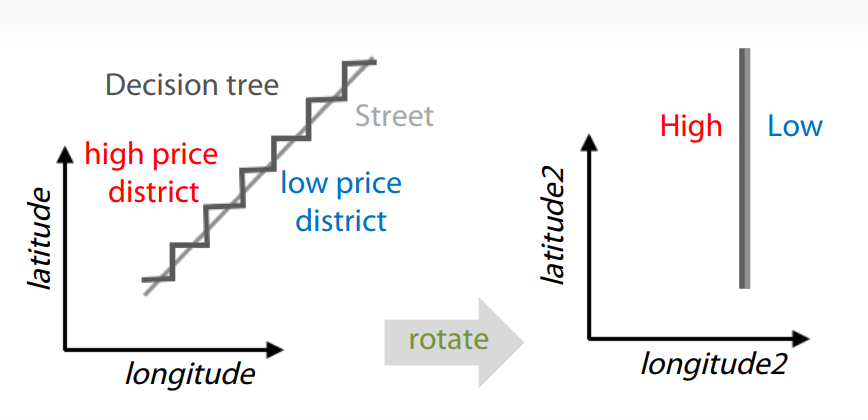 Decision tree
Street
high price
district
low price
district
latitude
longitude
rotate
High
Low
latitude2
longitude2